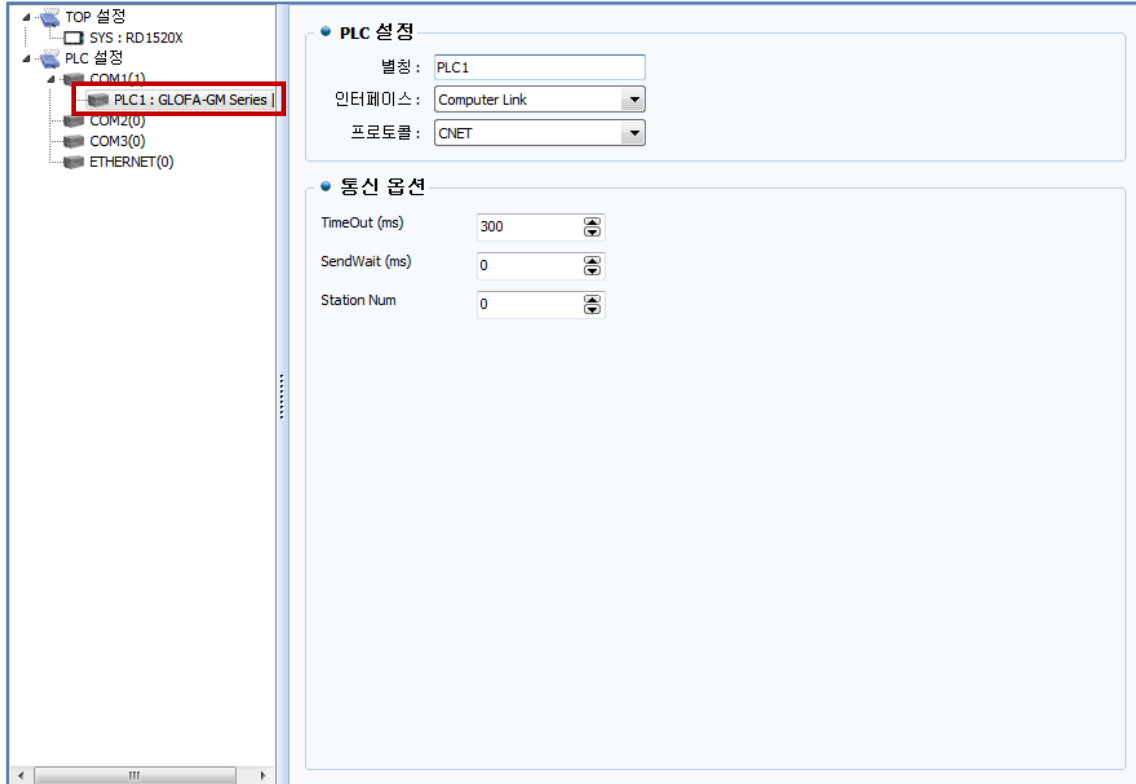 TOP 설정
SYS : RD1520X
PLC 설정
COM1(1)
PLC1 : GLOFA-GM Series [
COM2(0)
COM3(0)
ETHERNET(0)
PLC 설정
별칭 : PLC1
인터페이스 : Computer Link
프로토콜 : CNET
통신 옵션
TimeOut (ms) 300
SendWait (ms) 0
Station Num 0